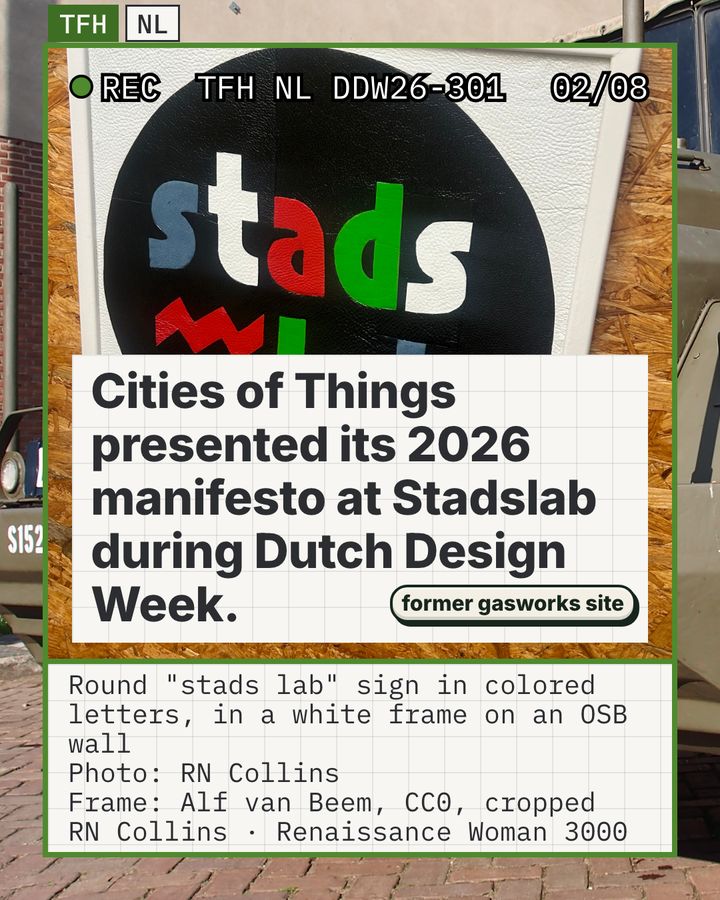 TFH NL
REC TFH NL DDW26-301 02/08
stads
Cities of Things
presented its 2026
manifesto at Stadslab
during Dutch Design
Week.
former gasworks site
S152
Round "stads lab" sign in colored
letters, in a white frame on an OSB
wall
Photo: RN Collins
Frame: Alf van Beem, CC0, cropped
RN Collins · Renaissance Woman 3000